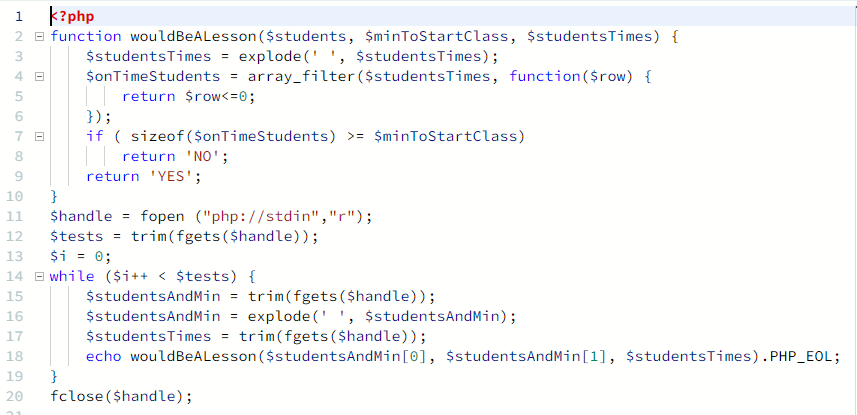 1 <?php
2 function wouldBeALesson($students, $minToStartClass, $studentsTimes) {
3 $studentsTimes = explode(' ', $studentsTimes);
4 $onTimeStudents = array_filter($studentsTimes, function($row) {
5 return $row<=0;
6 });
7 if ( sizeof($onTimeStudents) >= $minToStartClass)
8 return 'NO';
9 return 'YES';
10 }
11 $handle = fopen ("php://stdin","r");
12 $tests = trim(fgets($handle));
13 $i = 0;
14 while ($i++ < $tests) {
15 $studentsAndMin = trim(fgets($handle));
16 $studentsAndMin = explode(' ', $studentsAndMin);
17 $studentsTimes = trim(fgets($handle));
18 echo wouldBeALesson($studentsAndMin[0], $studentsAndMin[1], $studentsTimes).PHP_EOL;
19 }
20 fclose($handle);